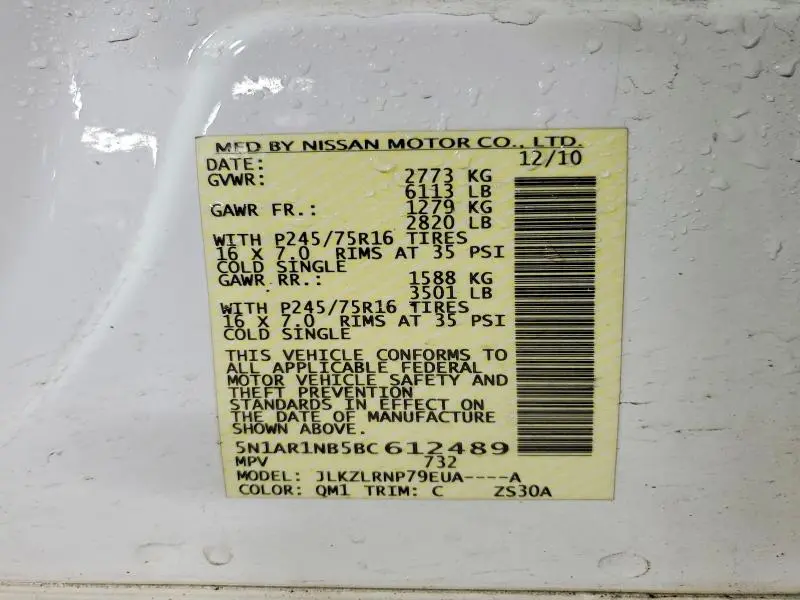 MFD BY NISSAN MOTOR CO., LTD.
DATE: 12/10
GVWR: 2773 KG
6113 LB
GAWR FR.: 1279 KG
2820 LB
WITH P245/75R16 TIRES
16 X 7.0 RIMS AT 35 PSI
COLD SINGLE
GAWR RR.: 1588 KG
3501 LB
WITH P245/75R16 TIRES
16 X 7.0 RIMS AT 35 PSI
COLD SINGLE
THIS VEHICLE CONFORMS TO
ALL APPLICABLE FEDERAL
MOTOR VEHICLE SAFETY AND
THEFT PREVENTION
STANDARDS IN EFFECT ON
THE DATE OF MANUFACTURE
SHOWN ABOVE.
5N1AR1NB5BC612489
MPV 732
MODEL: JLKZLRNP79EUA----A
COLOR: QM1 TRIM: C ZS30A